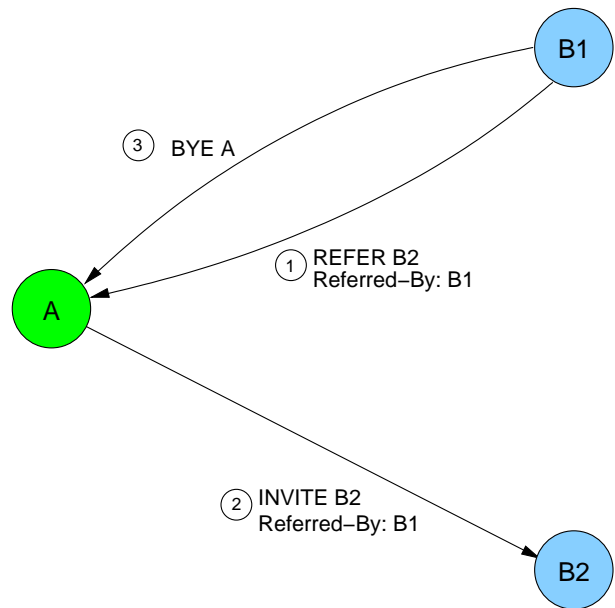 B1
3 BYE A
1 REFER B2
Referred−By: B1
A
2 INVITE B2
Referred−By: B1
B2